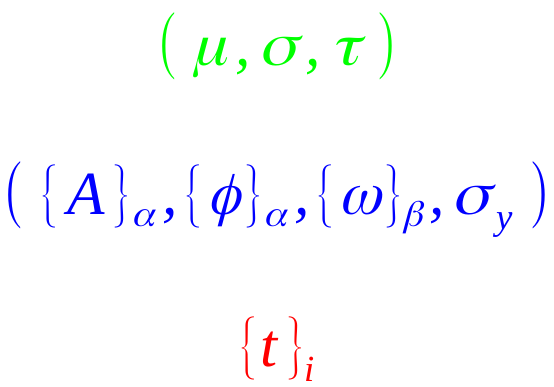 ( μ, σ, τ )
( {A}_α, {ϕ}_α, {ω}_β, σ_y )
{t}_i